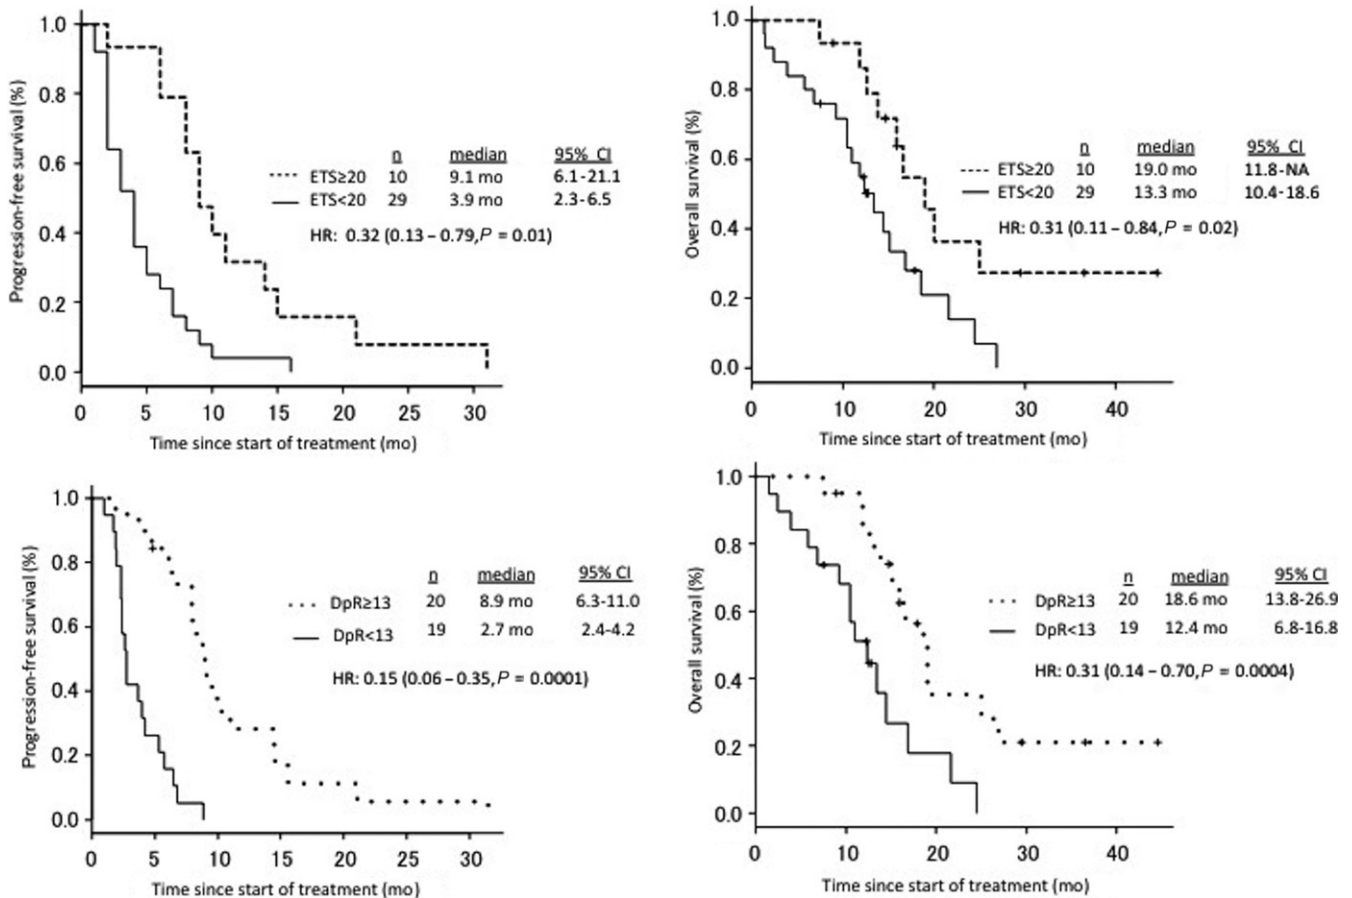 Progression-free survival (%)
1.0
0.8
0.6
0.4
0.2
0.0
n median 95% CI
ETS≥20 10 9.1 mo 6.1-21.1
ETS<20 29 3.9 mo 2.3-6.5
HR: 0.32 (0.13 – 0.79, P = 0.01)
0 5 10 15 20 25 30
Time since start of treatment (mo)
Overall survival (%)
1.0
0.8
0.6
0.4
0.2
0.0
n median 95% CI
ETS≥20 10 19.0 mo 11.8-NA
ETS<20 29 13.3 mo 10.4-18.6
HR: 0.31 (0.11 – 0.84, P = 0.02)
0 10 20 30 40
Time since start of treatment (mo)
Progression-free survival (%)
1.0
0.8
0.6
0.4
0.2
0.0
n median 95% CI
DpR≥13 20 8.9 mo 6.3-11.0
DpR<13 19 2.7 mo 2.4-4.2
HR: 0.15 (0.06 – 0.35, P = 0.0001)
0 5 10 15 20 25 30
Time since start of treatment (mo)
Overall survival (%)
1.0
0.8
0.6
0.4
0.2
0.0
n median 95% CI
DpR≥13 20 18.6 mo 13.8-26.9
DpR<13 19 12.4 mo 6.8-16.8
HR: 0.31 (0.14 – 0.70, P = 0.0004)
0 10 20 30 40
Time since start of treatment (mo)